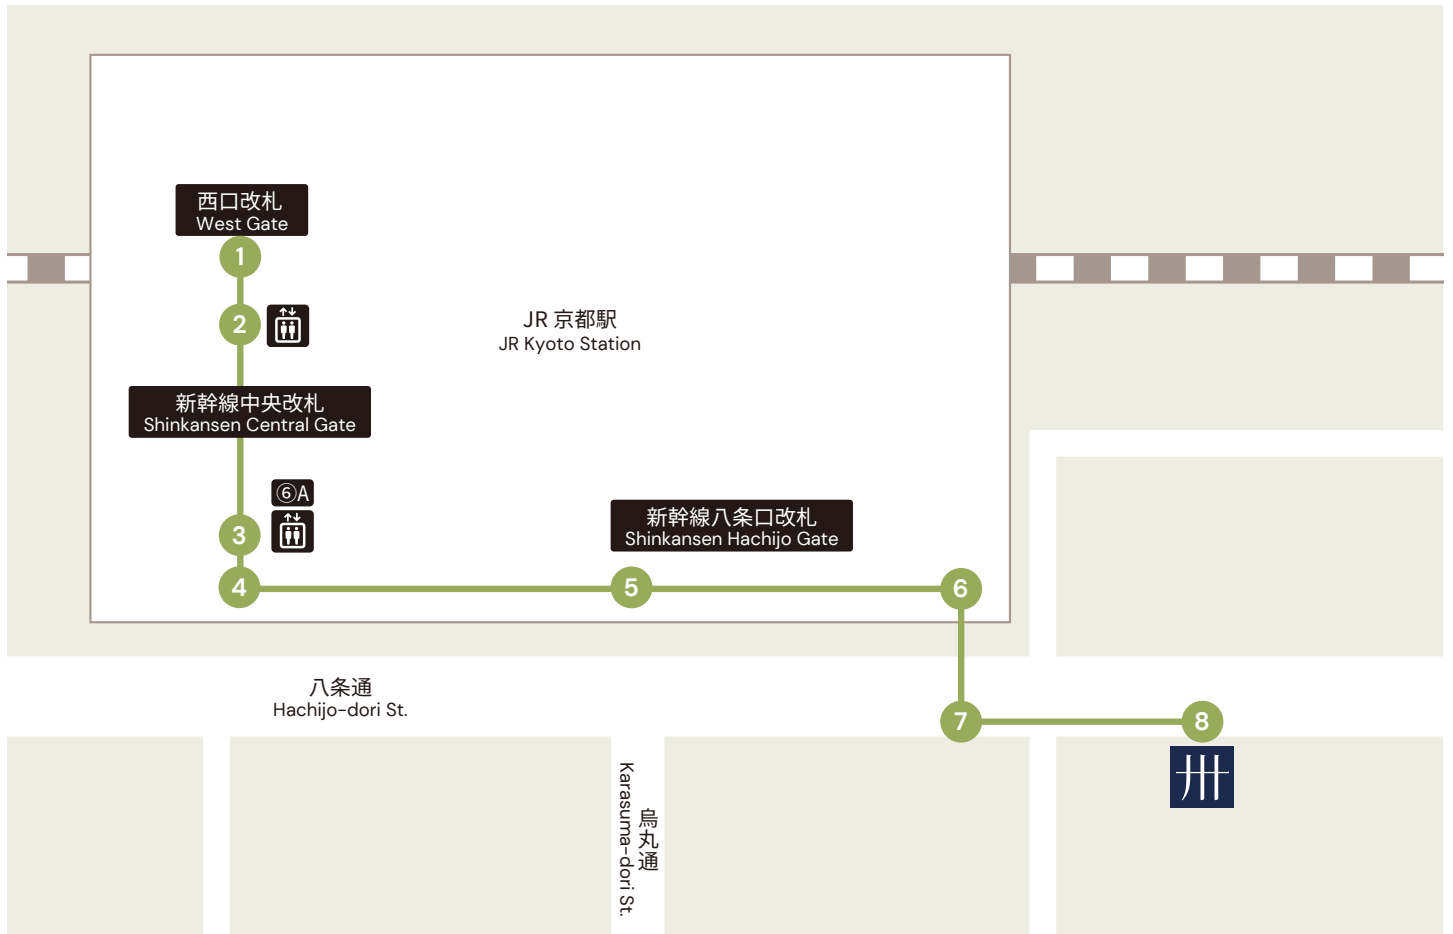 西口改札
West Gate
1
2
JR 京都駅
JR Kyoto Station
新幹線中央改札
Shinkansen Central Gate
⑥A
3
新幹線八条口改札
Shinkansen Hachijo Gate
4
5
6
八条通
Hachijo-dori St.
7
8
卅
烏丸通
Karasuma-dori St.